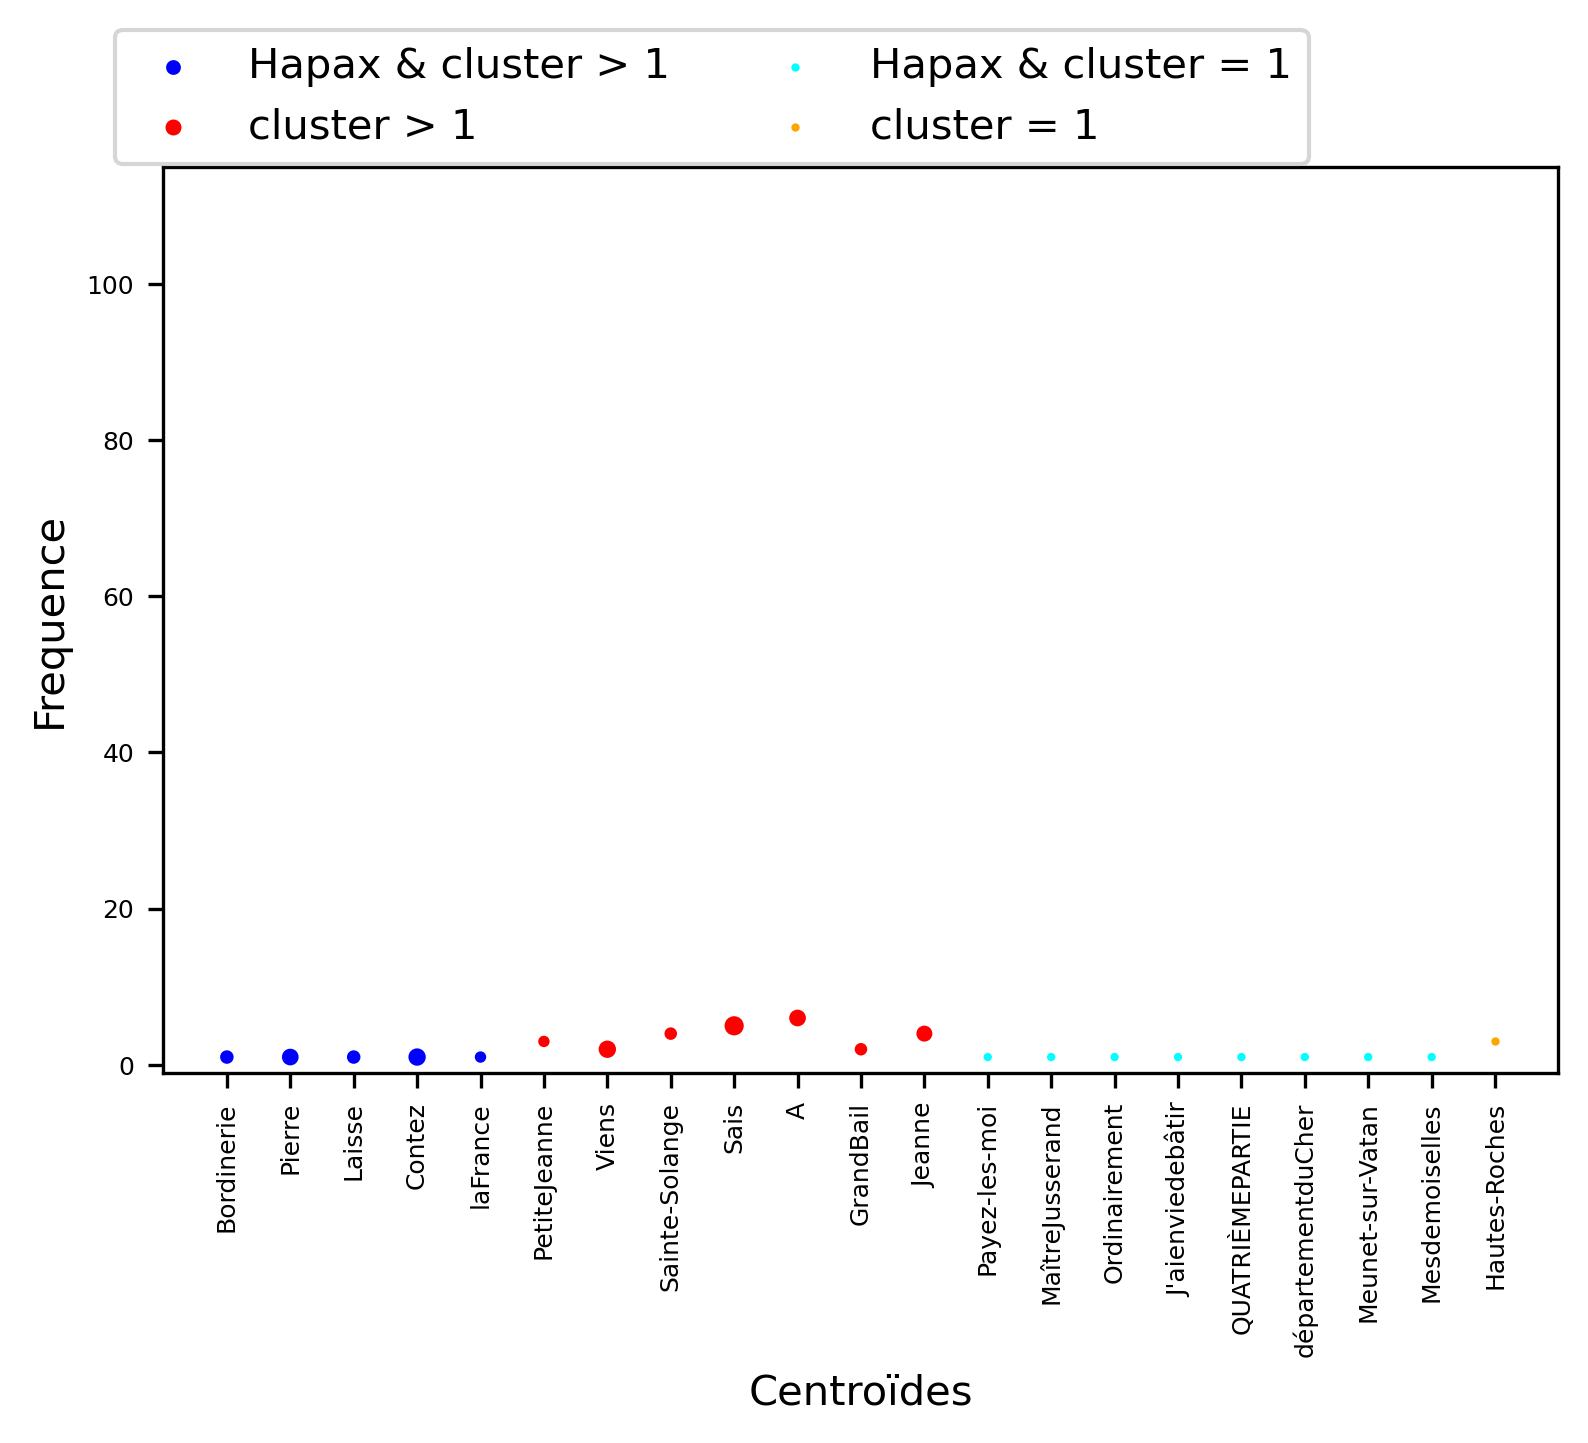 Hapax & cluster > 1
Hapax & cluster = 1
cluster > 1
cluster = 1
Frequence
100
80
60
40
20
0
Bordinerie
Pierre
Laisse
Contez
laFrance
PetiteJeanne
Viens
Sainte-Solange
Sais
A
GrandBail
Jeanne
Payez-les-moi
MaîtreJusserand
Ordinairement
J'aienviedebâtir
QUATRIÈMEPARTIE
départementduCher
Meunet-sur-Vatan
Mesdemoiselles
Hautes-Roches
Centroïdes